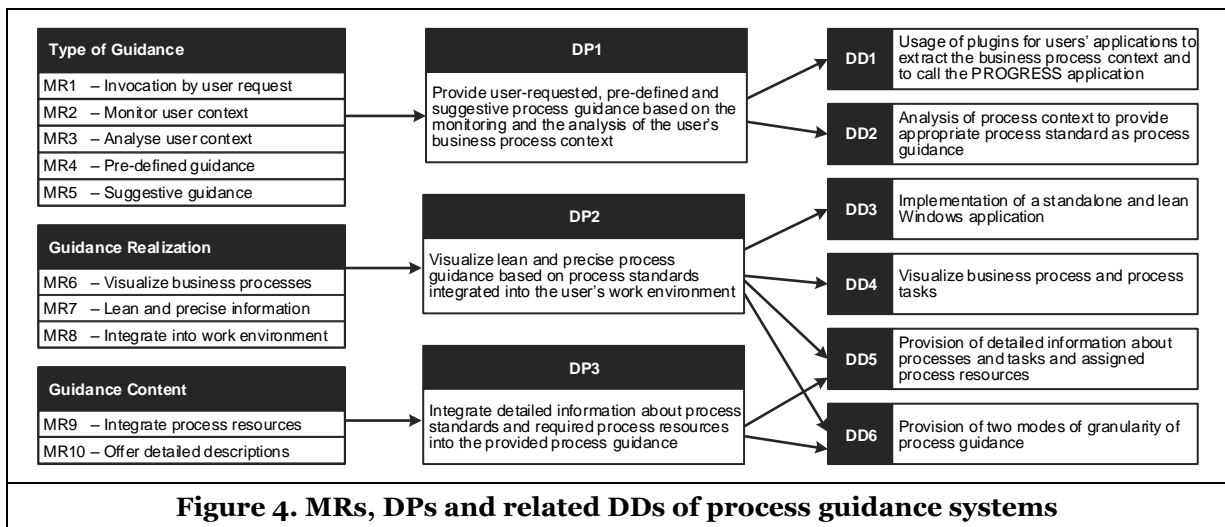 Type of Guidance
MR1 – Invocation by user request
MR2 – Monitor user context
MR3 – Analyse user context
MR4 – Pre-defined guidance
MR5 – Suggestive guidance
Guidance Realization
MR6 – Visualize business processes
MR7 – Lean and precise information
MR8 – Integrate into work environment
Guidance Content
MR9 – Integrate process resources
MR10 – Offer detailed descriptions
DP1
Provide user-requested, pre-defined and
suggestive process guidance based on the
monitoring and the analysis of the user's
business process context
DP2
Visualize lean and precise process
guidance based on process standards
integrated into the user's work environment
DP3
Integrate detailed information about process
standards and required process resources
into the provided process guidance
DD1
Usage of plugins for users' applications to
extract the business process context and
to call the PROGRESS application
DD2
Analysis of process context to provide
appropriate process standard as process
guidance
DD3
Implementation of a standalone and lean
Windows application
DD4
Visualize business process and process
tasks
DD5
Provision of detailed information about
processes and tasks and assigned
process resources
DD6
Provision of two modes of granularity of
process guidance
Figure 4. MRs, DPs and related DDs of process guidance systems